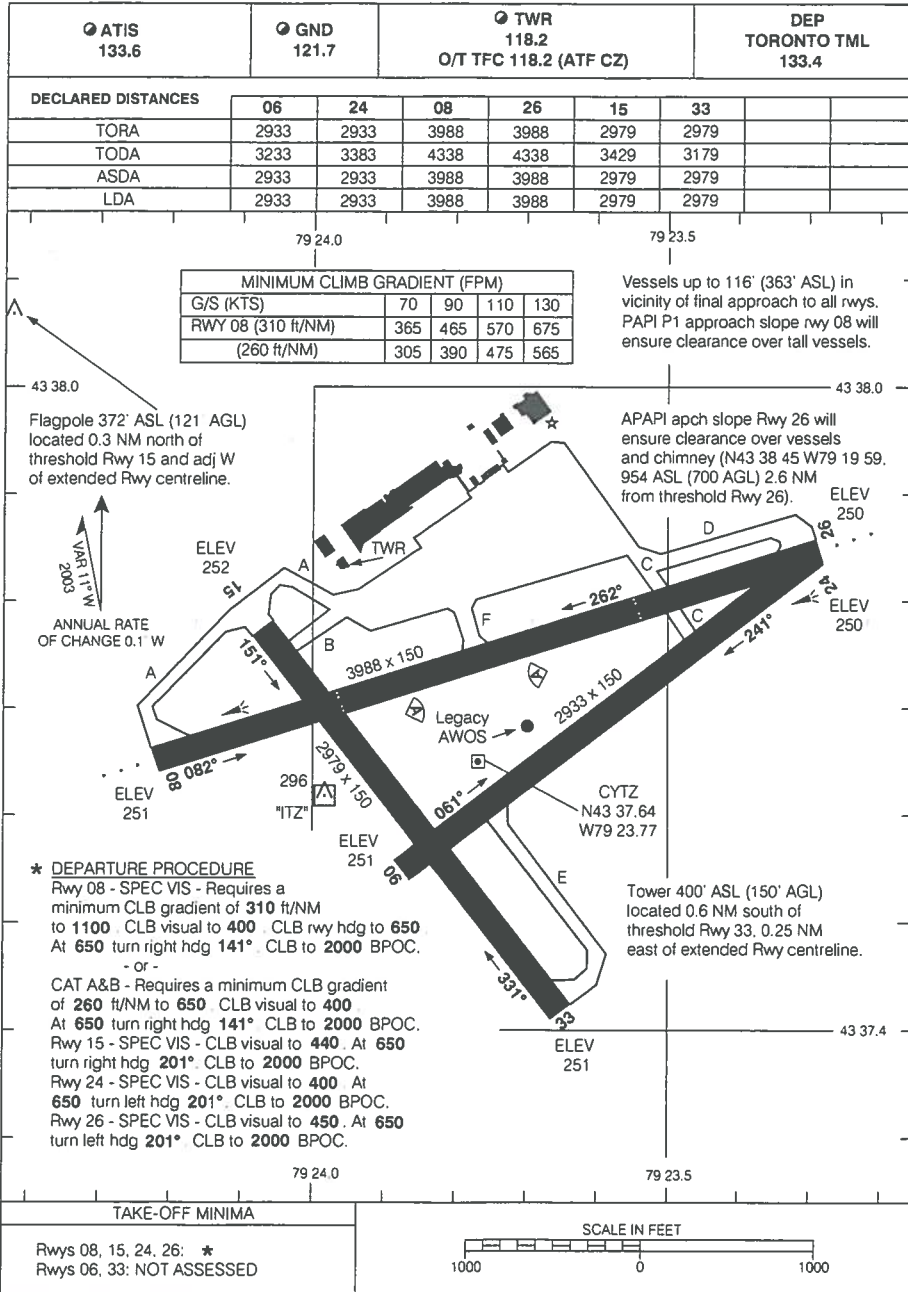 ATIS
133.6
GND
121.7
TWR
118.2
O/T TFC 118.2 (ATF CZ)
DEP
TORONTO TML
133.4
DECLARED DISTANCES 06 24 08 26 15 33
TORA 2933 2933 3988 3988 2979 2979
TODA 3233 3383 4338 4338 3429 3179
ASDA 2933 2933 3988 3988 2979 2979
LDA 2933 2933 3988 3988 2979 2979
79 24.0 79 23.5
MINIMUM CLIMB GRADIENT (FPM)
G/S (KTS) 70 90 110 130
RWY 08 (310 ft/NM) 365 465 570 675
(260 ft/NM) 305 390 475 565
Vessels up to 116' (363' ASL) in
vicinity of final approach to all rwys.
PAPI P1 approach slope rwy 08 will
ensure clearance over tall vessels.
43 38.0 43 38.0
Flagpole 372' ASL (121 AGL)
located 0.3 NM north of
threshold Rwy 15 and adj W
of extended Rwy centreline.
APAPI apch slope Rwy 26 will
ensure clearance over vessels
and chimney (N43 38 45 W79 19 59,
954 ASL (700 AGL) 2.6 NM
from threshold Rwy 26).
VAR 11° W
2003
ANNUAL RATE
OF CHANGE 0.1° W
ELEV
252
15
A
TWR
ELEV
250
26
D
C
262°
24
ELEV
250
241°
C
F
B
A
151°
3988 x 150
A
A
2933 x 150
Legacy
AWOS
2979 x 150
08
082°
ELEV
251
296
"ITZ"
061°
CYTZ
N43 37.64
W79 23.77
ELEV
251
06
E
* DEPARTURE PROCEDURE
Rwy 08 - SPEC VIS - Requires a
minimum CLB gradient of 310 ft/NM
to 1100. CLB visual to 400. CLB rwy hdg to 650.
At 650 turn right hdg 141°. CLB to 2000 BPOC.
- or -
CAT A&B - Requires a minimum CLB gradient
of 260 ft/NM to 650. CLB visual to 400.
At 650 turn right hdg 141°. CLB to 2000 BPOC.
Rwy 15 - SPEC VIS - CLB visual to 440. At 650
turn right hdg 201°. CLB to 2000 BPOC.
Rwy 24 - SPEC VIS - CLB visual to 400. At
650 turn left hdg 201°. CLB to 2000 BPOC.
Rwy 26 - SPEC VIS - CLB visual to 450. At 650
turn left hdg 201°. CLB to 2000 BPOC.
Tower 400' ASL (150' AGL)
located 0.6 NM south of
threshold Rwy 33, 0.25 NM
east of extended Rwy centreline.
331°
33
ELEV
251
43 37.4
79 24.0 79 23.5
TAKE-OFF MINIMA
Rwys 08, 15, 24, 26: *
Rwys 06, 33: NOT ASSESSED
SCALE IN FEET
1000 0 1000